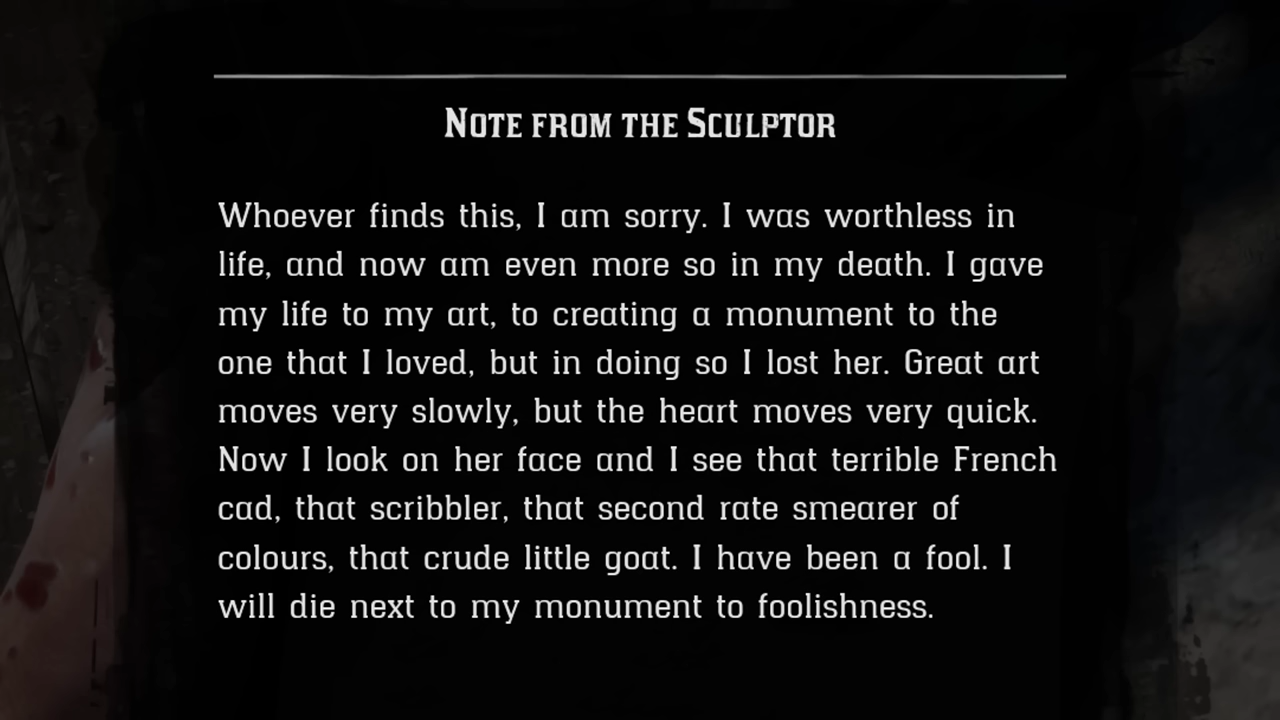 Note from the Sculptor
Whoever finds this, I am sorry. I was worthless in
life, and now am even more so in my death. I gave
my life to my art, to creating a monument to the
one that I loved, but in doing so I lost her. Great art
moves very slowly, but the heart moves very quick.
Now I look on her face and I see that terrible French
cad, that scribbler, that second rate smearer of
colours, that crude little goat. I have been a fool. I
will die next to my monument to foolishness.